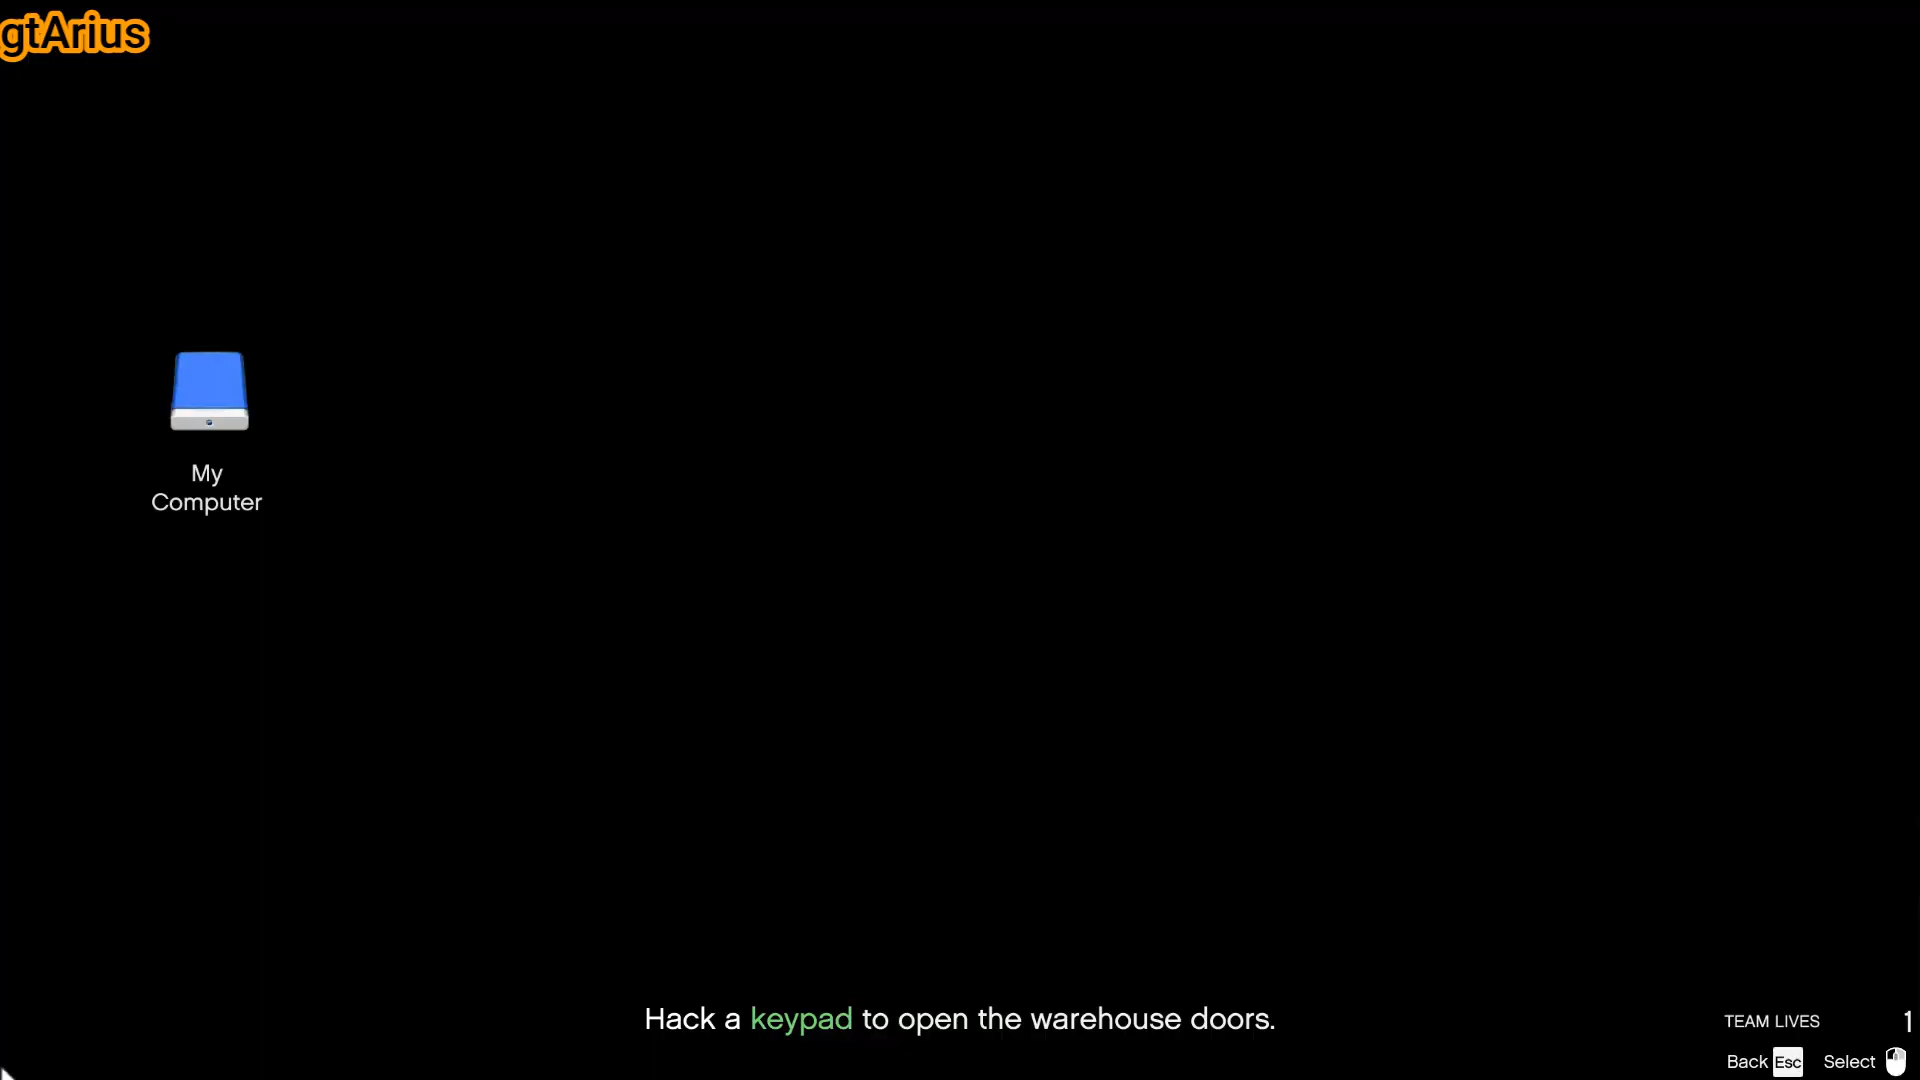 gtArius
My
Computer
Hack a keypad to open the warehouse doors.
TEAM LIVES 1
Back Esc Select